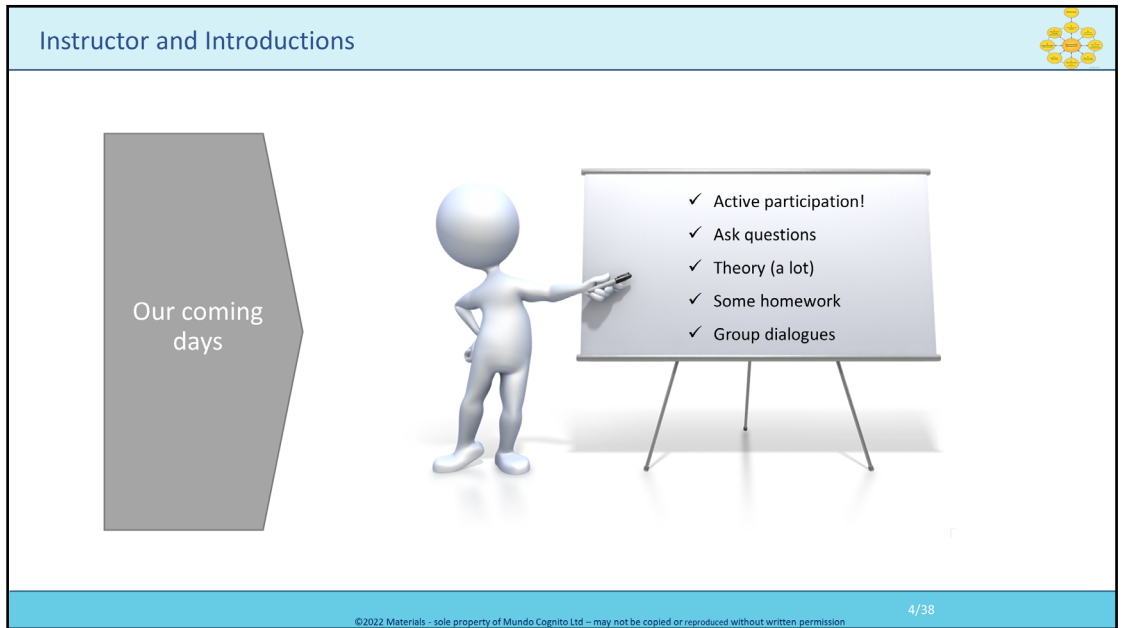 Instructor and Introductions
Our coming
days
✓ Active participation!
✓ Ask questions
✓ Theory (a lot)
✓ Some homework
✓ Group dialogues
4/38
©2022 Materials - sole property of Mundo Cognito Ltd – may not be copied or reproduced without written permission